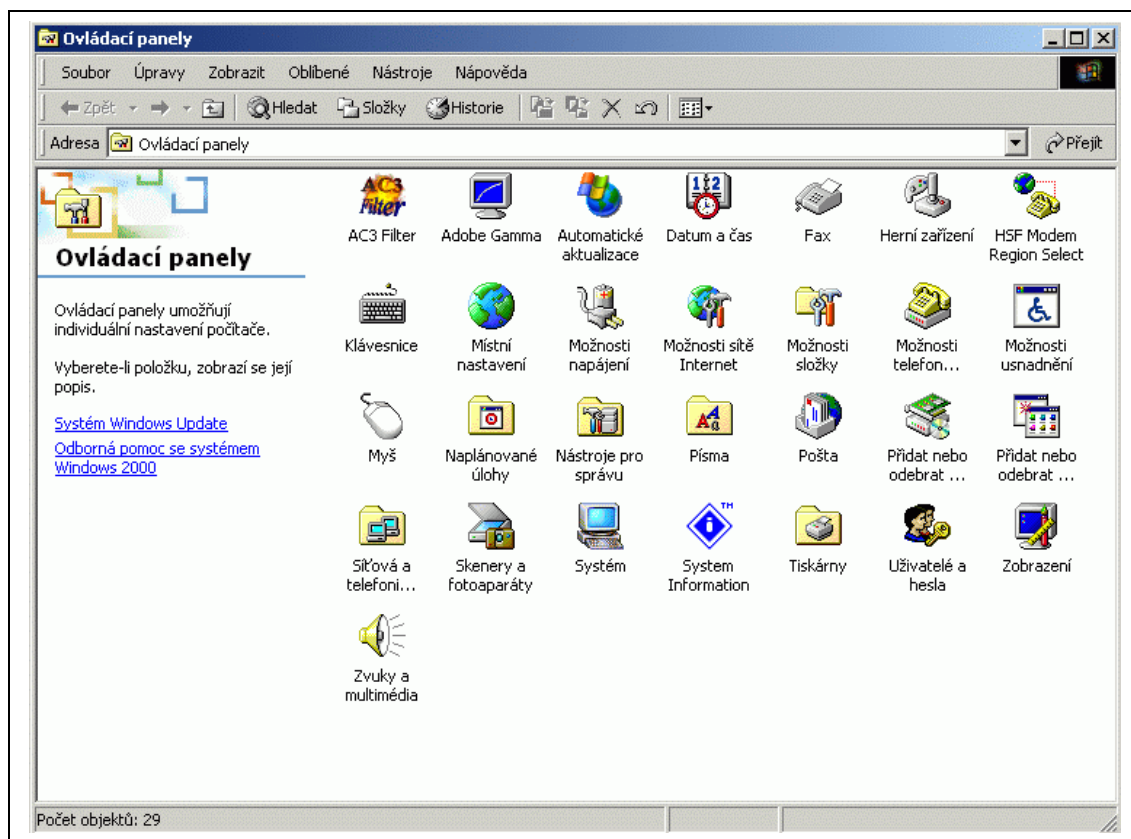 Ovládací panely
Soubor Úpravy Zobrazit Oblíbené Nástroje Nápověda
Zpět Hledat Složky Historie
Adresa Ovládací panely Přejít
Ovládací panely
Ovládací panely umožňují
individuální nastavení počítače.
Vyberete-li položku, zobrazí se její
popis.
Systém Windows Update
Odborná pomoc se systémem
Windows 2000
AC3
Filter
AC3 Filter
Adobe Gamma
Automatické
aktualizace
1 2
Datum a čas
Fax
Herní zařízení
HSF Modem
Region Select
Klávesnice
Místní
nastavení
Možnosti
napájení
Možnosti sítě
Internet
Možnosti
složky
Možnosti
telefon...
Možnosti
usnadnění
Myš
Naplánované
úlohy
Nástroje pro
správu
Písma
Pošta
Přidat nebo
odebrat ...
Přidat nebo
odebrat ...
Síťová a
telefoni...
Skenery a
fotoaparáty
Systém
TM
System
Information
Tiskárny
Uživatelé a
hesla
Zobrazení
Zvuky a
multimédia
Počet objektů: 29